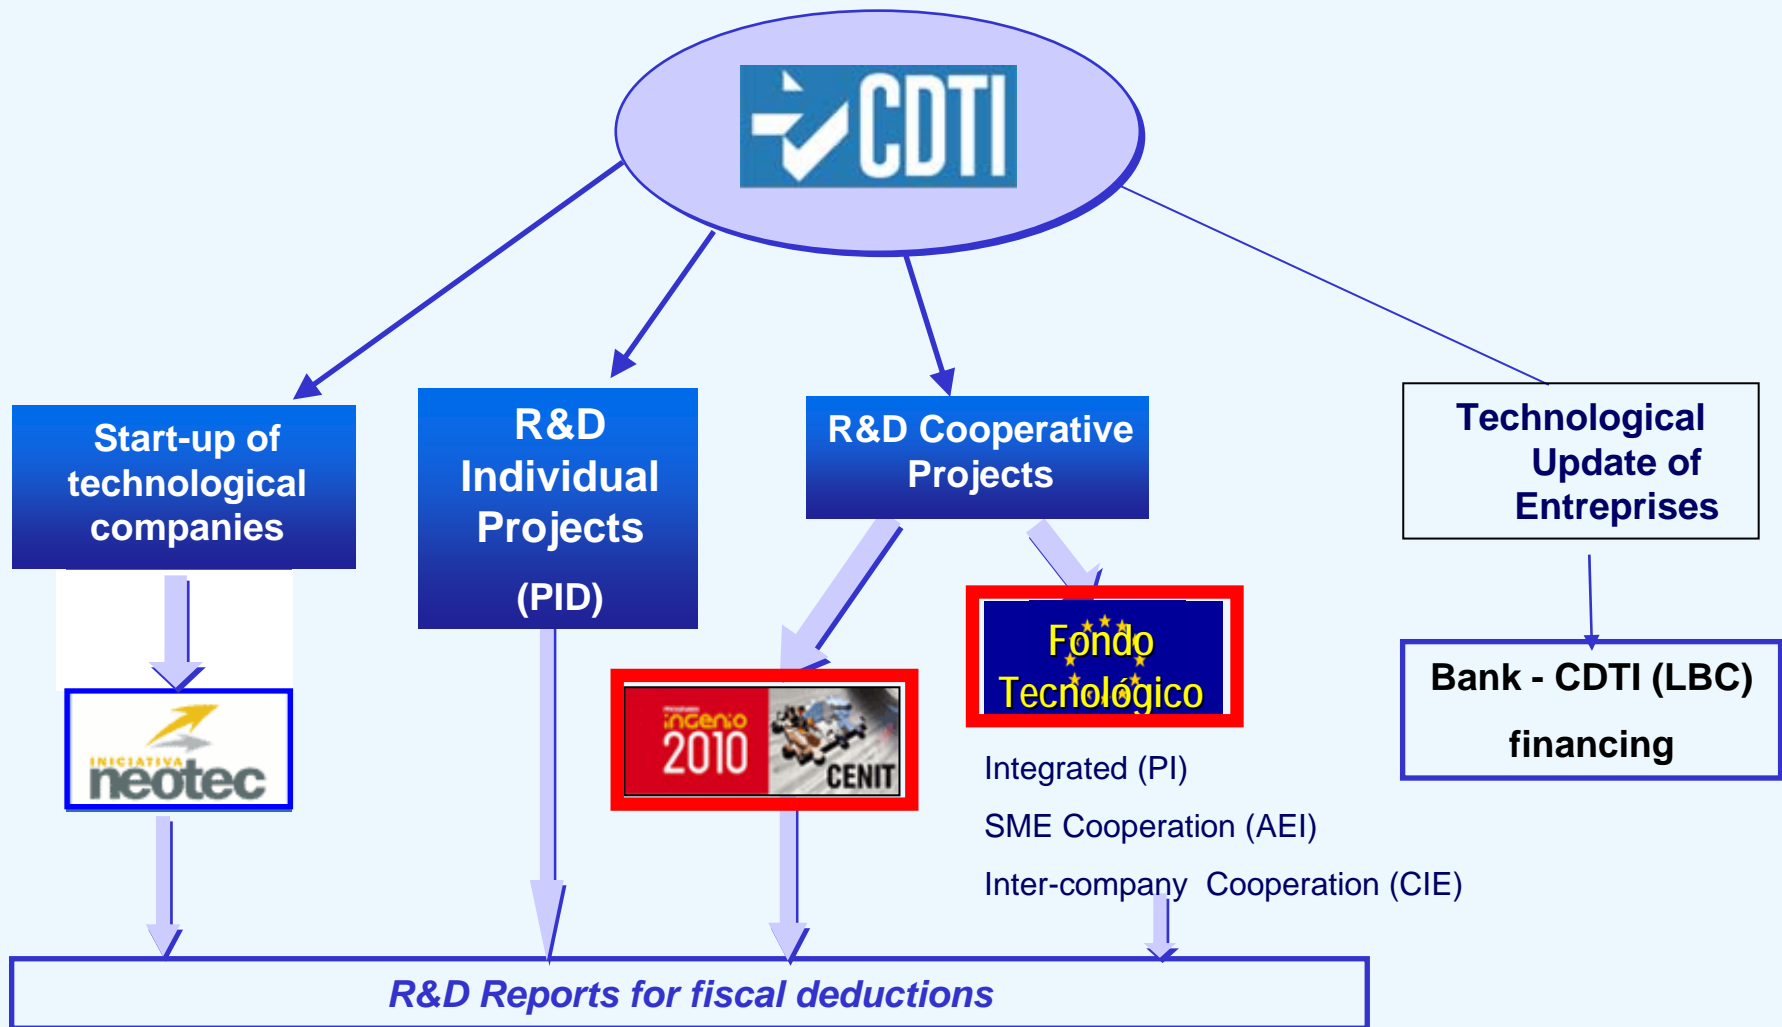 CDTI
Start-up of
technological
companies
R&D
Individual
Projects
(PID)
R&D Cooperative
Projects
Technological
Update of
Entreprises
INICIATIVA
neotec
PROGRAMA
ingenio
2010
CENIT
Fondo
Tecnológico
Bank - CDTI (LBC)
financing
Integrated (PI)
SME Cooperation (AEI)
Inter-company Cooperation (CIE)
R&D Reports for fiscal deductions